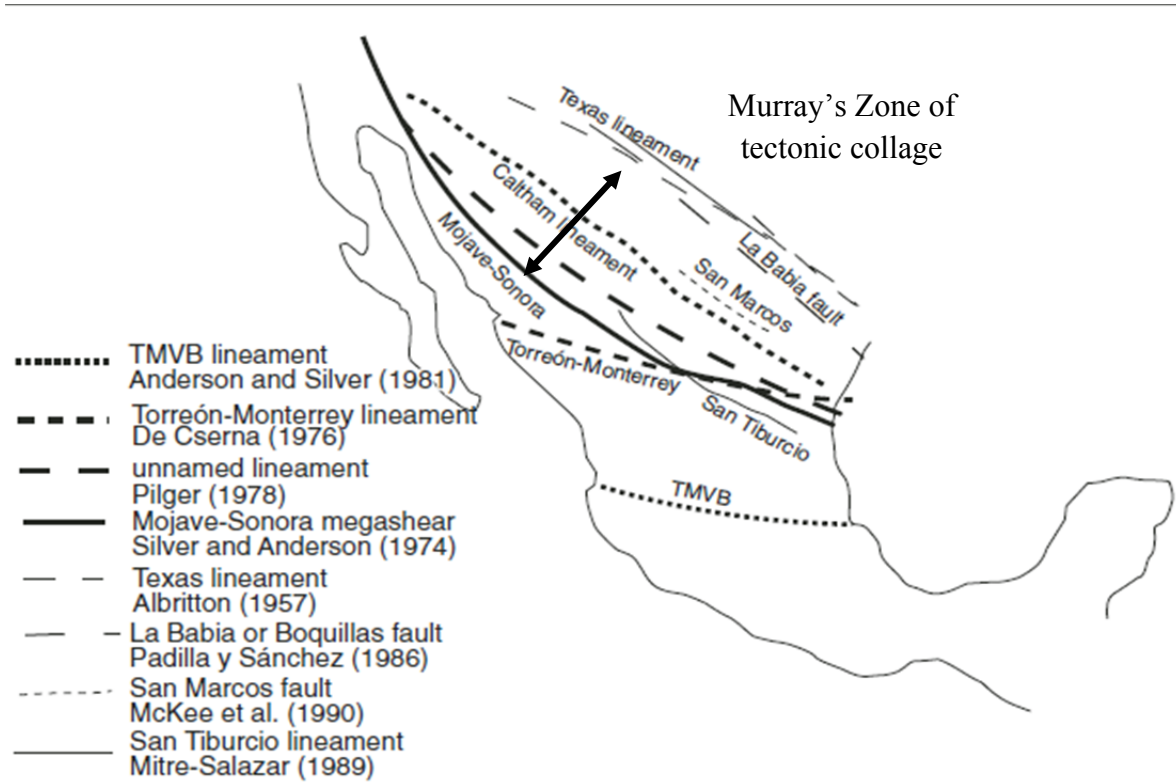 Murray's Zone of
tectonic collage
Texas lineament
Caltham lineament
La Babia fault
San Marcos
Mojave-Sonora
Torreón-Monterrey
San Tiburcio
TMVB
TMVB lineament
Anderson and Silver (1981)
Torreón-Monterrey lineament
De Cserna (1976)
unnamed lineament
Pilger (1978)
Mojave-Sonora megashear
Silver and Anderson (1974)
Texas lineament
Albritton (1957)
La Babia or Boquillas fault
Padilla y Sánchez (1986)
San Marcos fault
McKee et al. (1990)
San Tiburcio lineament
Mitre-Salazar (1989)